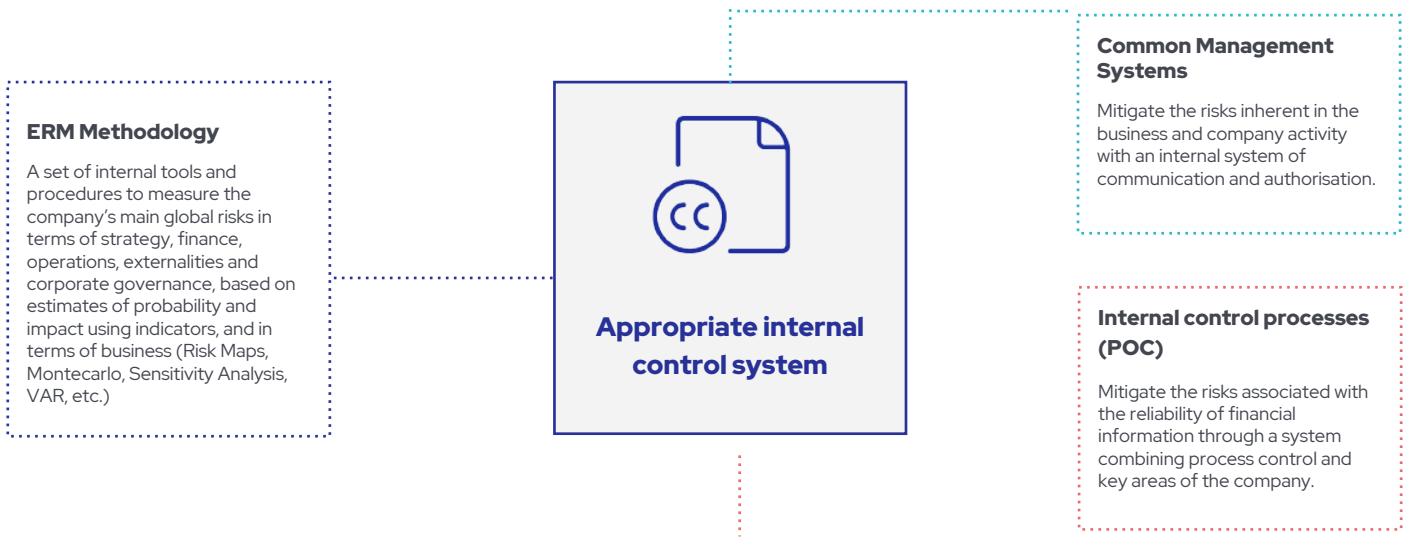 ERM Methodology
A set of internal tools and
procedures to measure the
company's main global risks in
terms of strategy, finance,
operations, externalities and
corporate governance, based on
estimates of probability and
impact using indicators, and in
terms of business (Risk Maps,
Montecarlo, Sensitivity Analysis,
VAR, etc.)
CC
Appropriate internal
control system
Common Management
Systems
Mitigate the risks inherent in the
business and company activity
with an internal system of
communication and authorisation.
Internal control processes
(POC)
Mitigate the risks associated with
the reliability of financial
information through a system
combining process control and
key areas of the company.